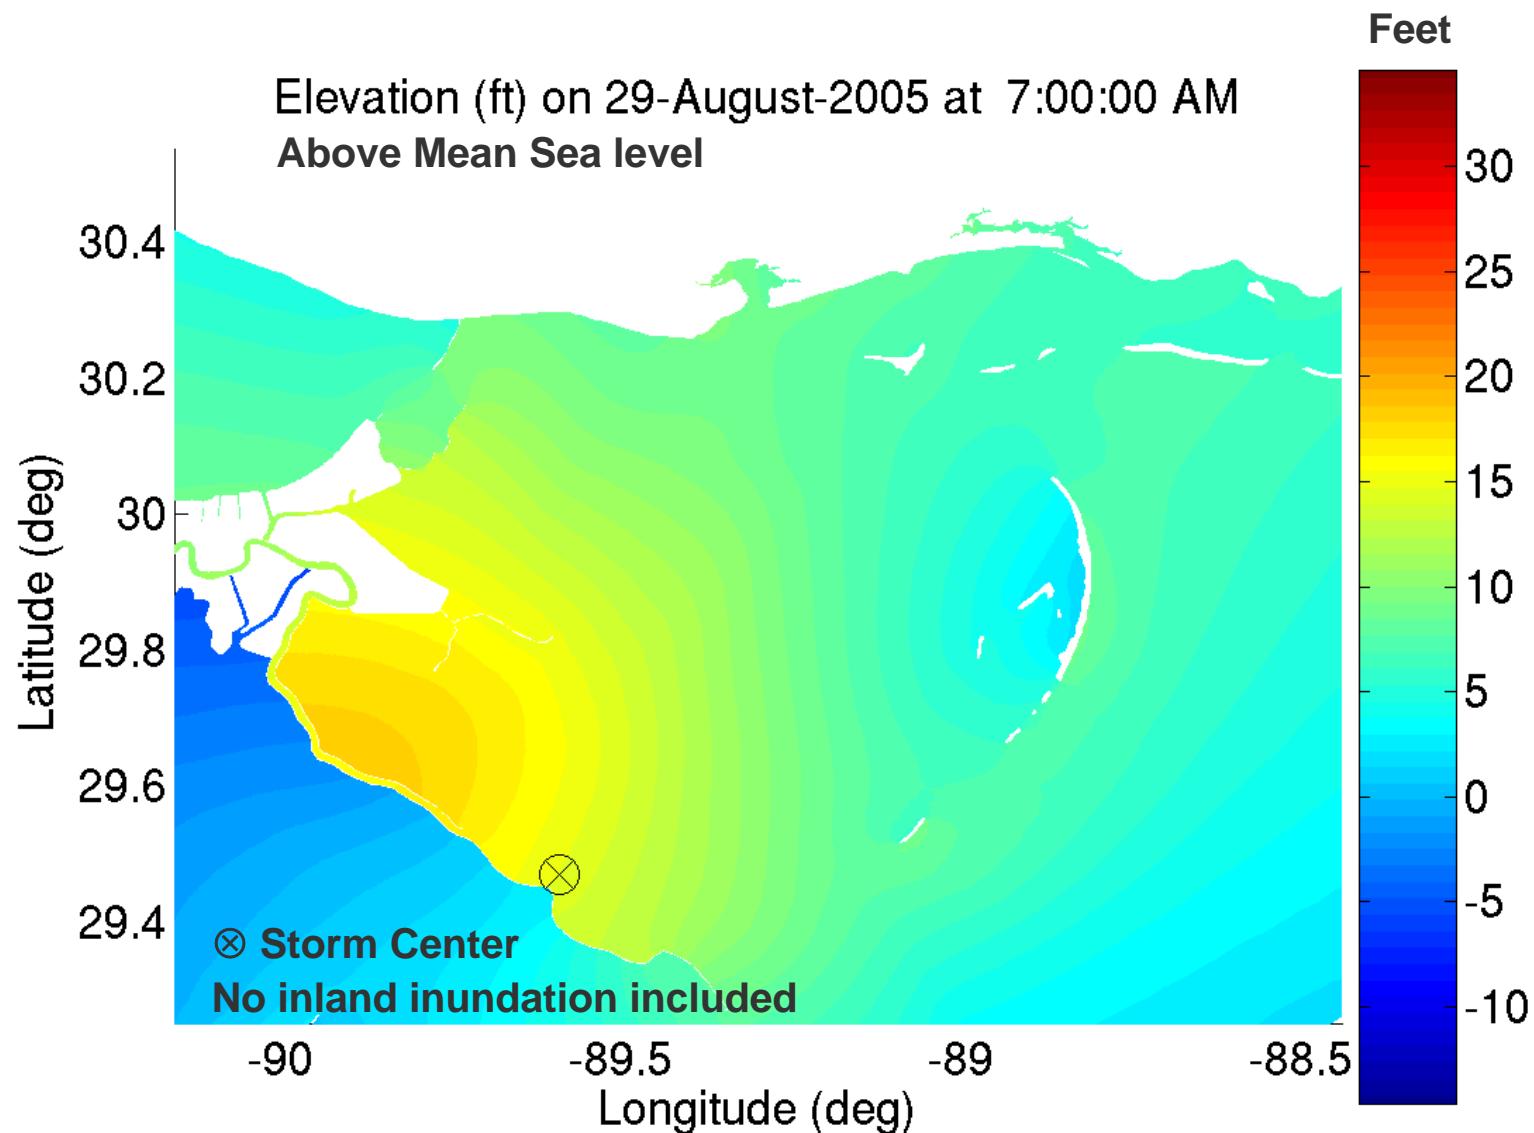 Feet
Elevation (ft) on 29-August-2005 at 7:00:00 AM
Above Mean Sea level
30.4
30.2
30
29.8
29.6
29.4
Latitude (deg)
30
25
20
15
10
5
0
-5
-10
⊗ Storm Center
No inland inundation included
-90 -89.5 -89 -88.5
Longitude (deg)